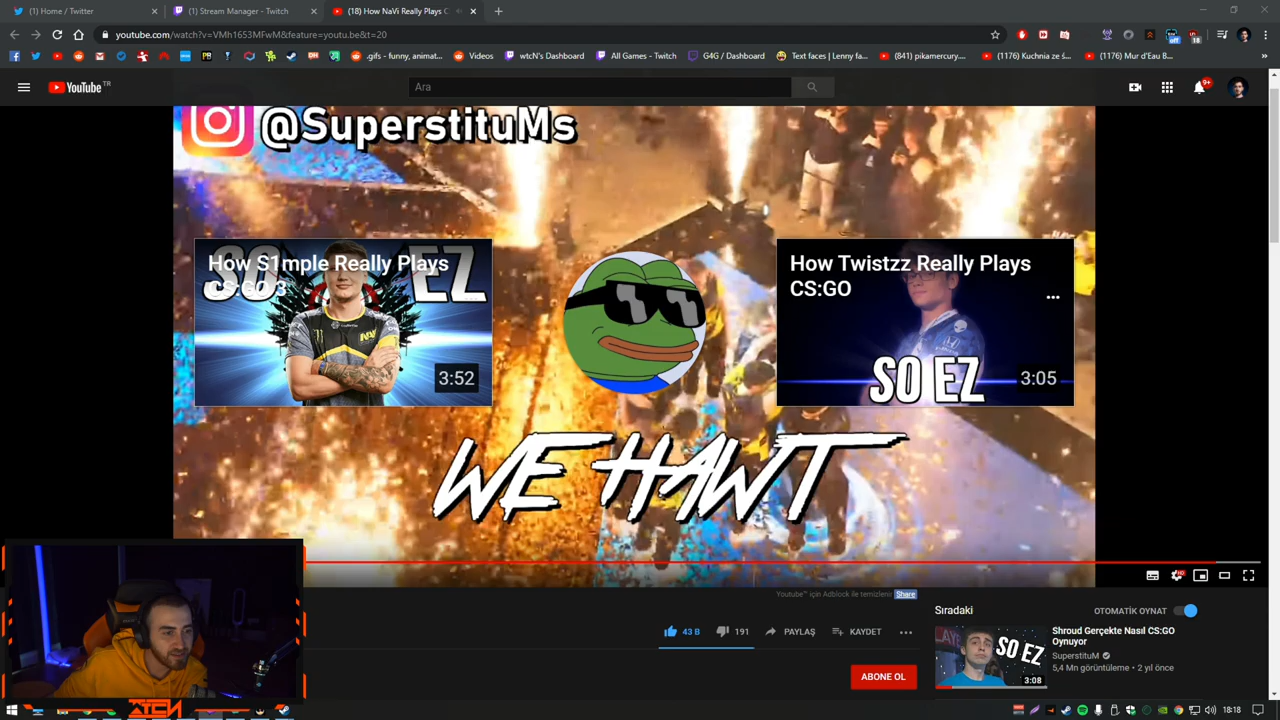 (1) Home / Twitter
(1) Stream Manager - Twitch
(18) How NaVi Really Plays C
youtube.com/watch?v=VMh1653MFwM&feature=youtu.be&t=20
.gifs - funny, animat...
Videos
wtcN's Dashboard
All Games - Twitch
G4G / Dashboard
Text faces | Lenny fa...
(841) pikamercury....
(1176) Kuchnia ze ś...
(1176) Mur d'Eau B...
YouTube TR
Ara
9+
@SuperstituMs
How S1mple Really Plays
CS:GO 3
SO EZ
3:52
How Twistzz Really Plays
CS:GO
SO EZ
3:05
WE HAWT
Youtube™ için Adblock ile temizlenir
Share
43 B
191
PAYLAŞ
KAYDET
ABONE OL
Sıradaki
OTOMATİK OYNAT
SO EZ
3:08
Shroud Gerçekte Nasıl CS:GO
Oynuyor
SuperstituM
5,4 Mn görüntüleme • 2 yıl önce
18:18